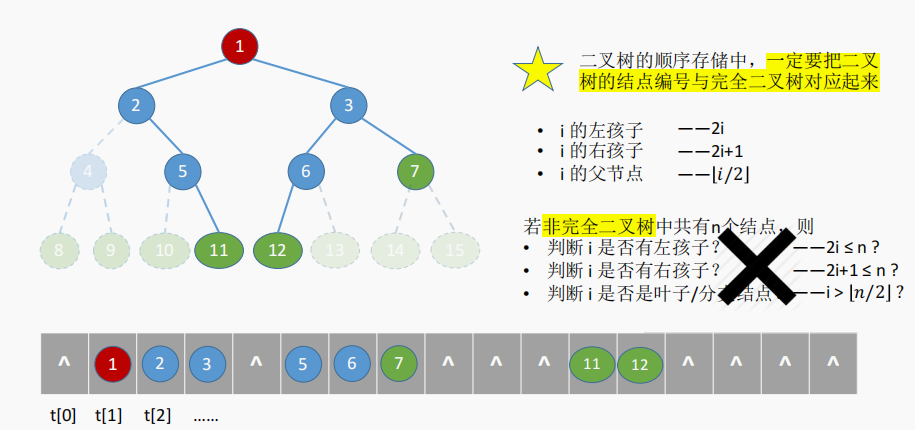 1
2
3
4
5
6
7
8
9
10
11
12
13
14
15
二叉树的顺序存储中，一定要把二叉
树的结点编号与完全二叉树对应起来
• i 的左孩子 ——2i
• i 的右孩子 ——2i+1
• i 的父节点 ——⌊i/2⌋
若非完全二叉树中共有n个结点，则
• 判断 i 是否有左孩子？ ——2i ≤ n ?
• 判断 i 是否有右孩子？ ——2i+1 ≤ n ?
• 判断 i 是否是叶子/分支结点？ ——i > ⌊n/2⌋ ?
^ 1 2 3 ^ 5 6 7 ^ ^ ^ 11 12 ^ ^ ^ ^
t[0] t[1] t[2] ……